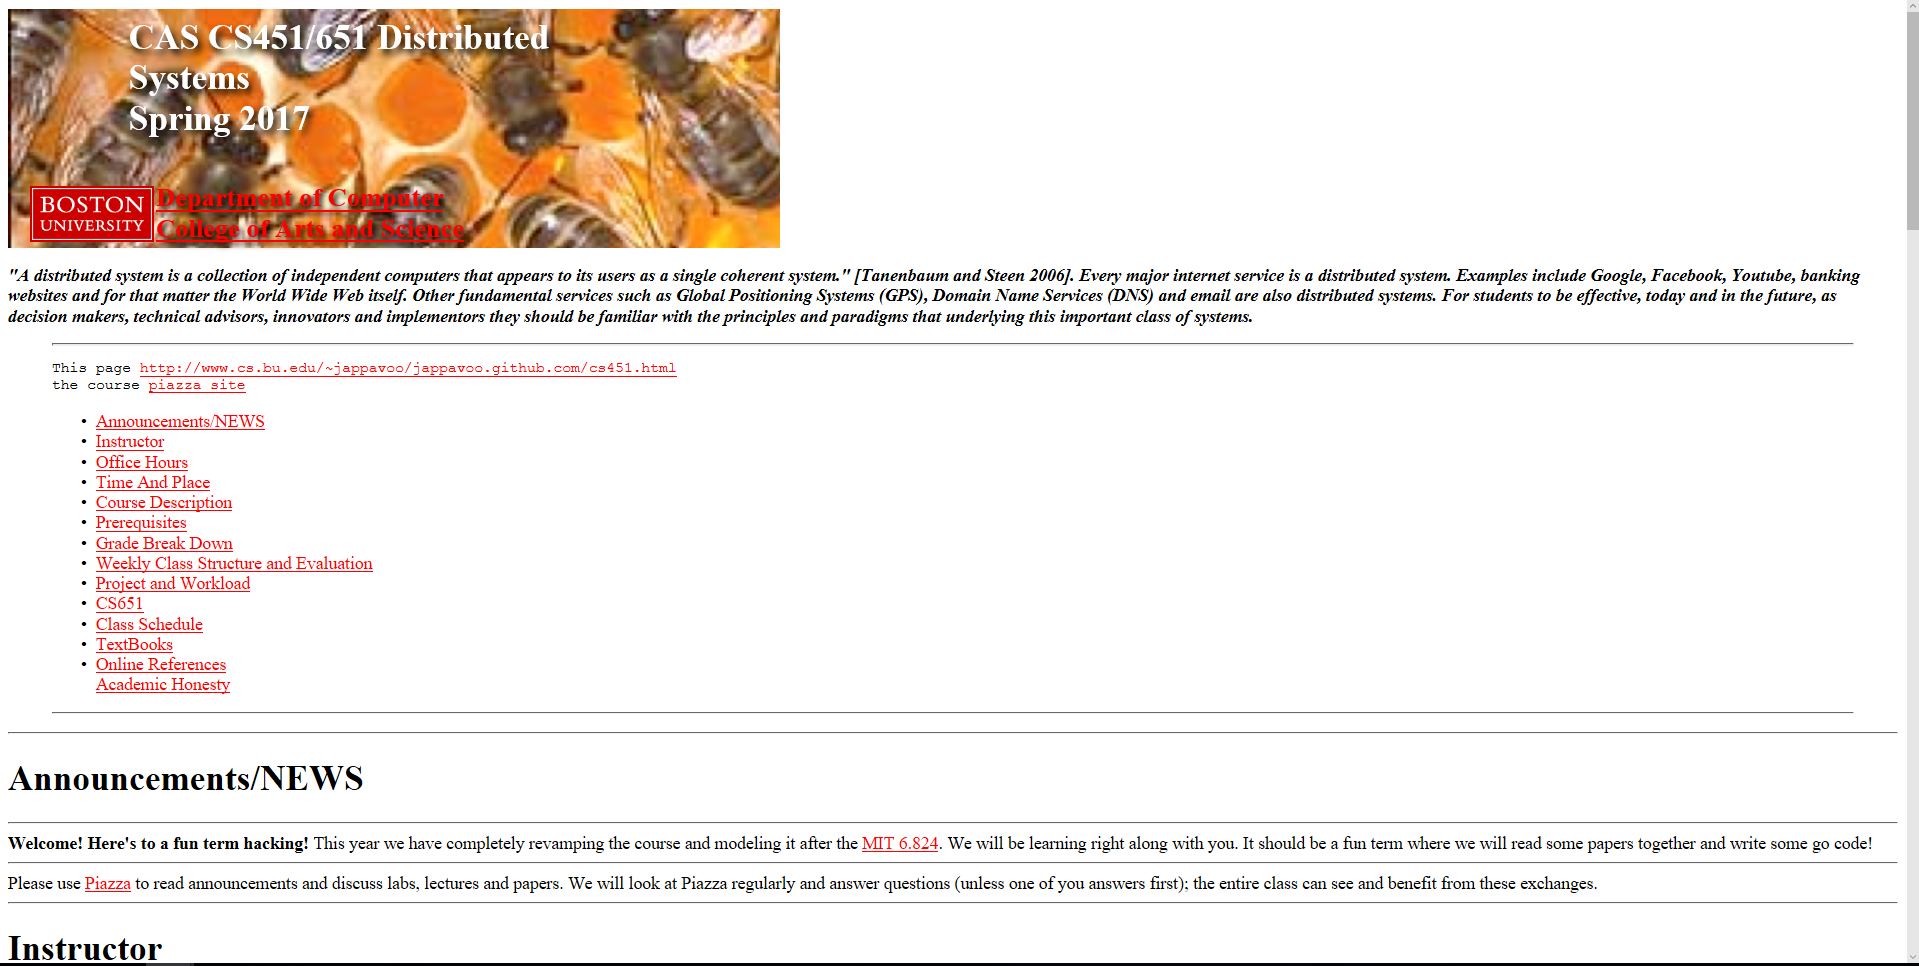 CAS CS451/651 Distributed
Systems
Spring 2017
BOSTON
UNIVERSITY
Department of Computer
College of Arts and Science
"A distributed system is a collection of independent computers that appears to its users as a single coherent system." [Tanenbaum and Steen 2006]. Every major internet service is a distributed system. Examples include Google, Facebook, Youtube, banking
websites and for that matter the World Wide Web itself. Other fundamental services such as Global Positioning Systems (GPS), Domain Name Services (DNS) and email are also distributed systems. For students to be effective, today and in the future, as
decision makers, technical advisors, innovators and implementors they should be familiar with the principles and paradigms that underlying this important class of systems.
This page http://www.cs.bu.edu/~jappavoo/jappavoo.github.com/cs451.html
the course piazza site
• Announcements/NEWS
• Instructor
• Office Hours
• Time And Place
• Course Description
• Prerequisites
• Grade Break Down
• Weekly Class Structure and Evaluation
• Project and Workload
• CS651
• Class Schedule
• TextBooks
• Online References
Academic Honesty
Announcements/NEWS
Welcome! Here's to a fun term hacking! This year we have completely revamping the course and modeling it after the MIT 6.824. We will be learning right along with you. It should be a fun term where we will read some papers together and write some go code!
Please use Piazza to read announcements and discuss labs, lectures and papers. We will look at Piazza regularly and answer questions (unless one of you answers first); the entire class can see and benefit from these exchanges.
Instructor